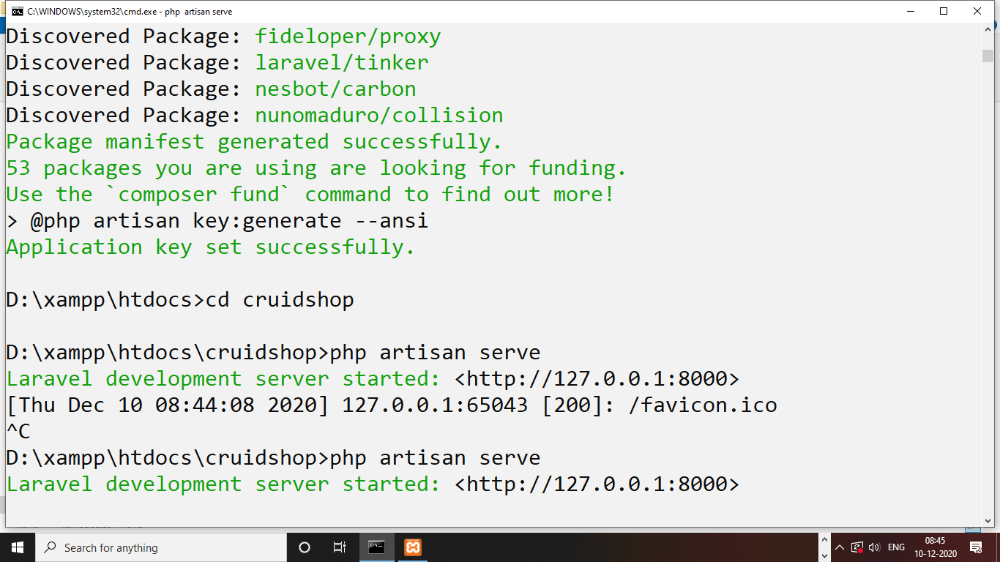 C:\WINDOWS\system32\cmd.exe - php  artisan serve
Discovered Package: fideloper/proxy
Discovered Package: laravel/tinker
Discovered Package: nesbot/carbon
Discovered Package: nunomaduro/collision
Package manifest generated successfully.
53 packages you are using are looking for funding.
Use the `composer fund` command to find out more!
> @php artisan key:generate --ansi
Application key set successfully.
D:\xampp\htdocs>cd cruidshop
D:\xampp\htdocs\cruidshop>php artisan serve
Laravel development server started: <http://127.0.0.1:8000>
[Thu Dec 10 08:44:08 2020] 127.0.0.1:65043 [200]: /favicon.ico
^C
D:\xampp\htdocs\cruidshop>php artisan serve
Laravel development server started: <http://127.0.0.1:8000>
Search for anything
ENG
08:45
10-12-2020